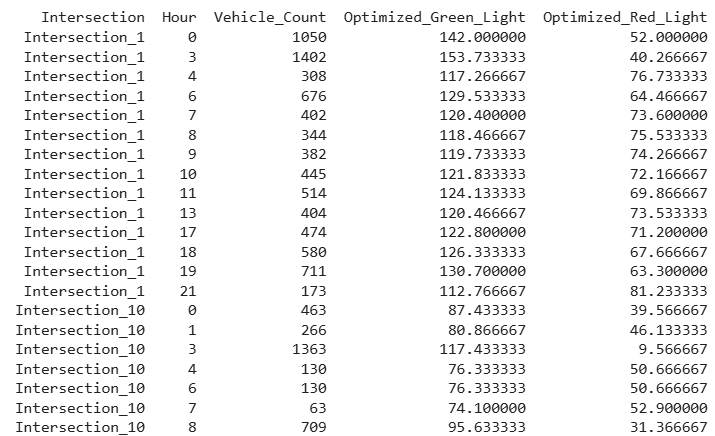 Intersection Hour Vehicle_Count Optimized_Green_Light Optimized_Red_Light
Intersection_1 0 1050 142.000000 52.000000
Intersection_1 3 1402 153.733333 40.266667
Intersection_1 4 308 117.266667 76.733333
Intersection_1 6 676 129.533333 64.466667
Intersection_1 7 402 120.400000 73.600000
Intersection_1 8 344 118.466667 75.533333
Intersection_1 9 382 119.733333 74.266667
Intersection_1 10 445 121.833333 72.166667
Intersection_1 11 514 124.133333 69.866667
Intersection_1 13 404 120.466667 73.533333
Intersection_1 17 474 122.800000 71.200000
Intersection_1 18 580 126.333333 67.666667
Intersection_1 19 711 130.700000 63.300000
Intersection_1 21 173 112.766667 81.233333
Intersection_10 0 463 87.433333 39.566667
Intersection_10 1 266 80.866667 46.133333
Intersection_10 3 1363 117.433333 9.566667
Intersection_10 4 130 76.333333 50.666667
Intersection_10 6 130 76.333333 50.666667
Intersection_10 7 63 74.100000 52.900000
Intersection_10 8 709 95.633333 31.366667